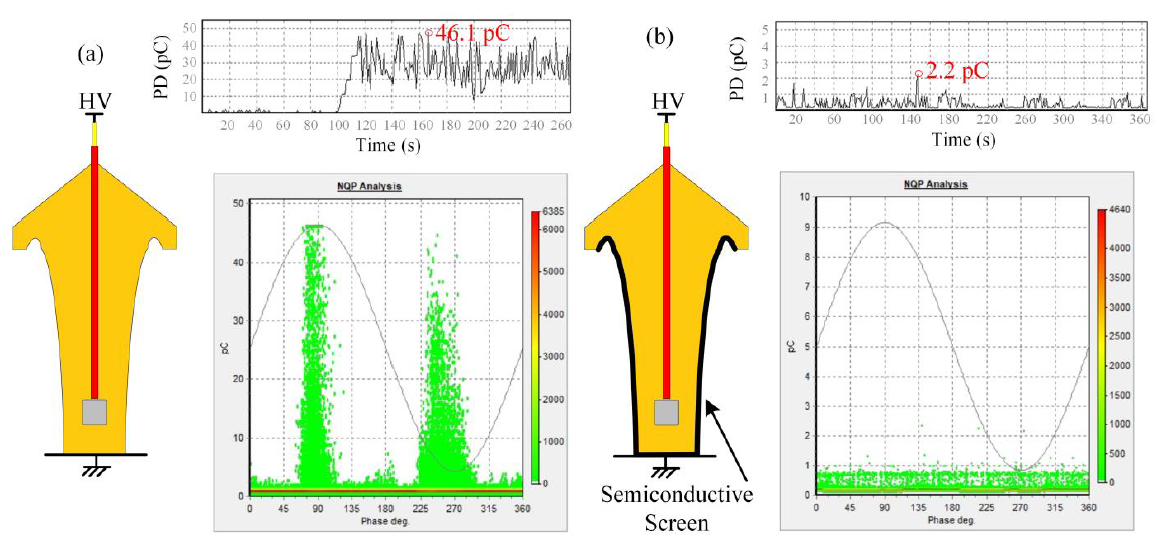 (a)
HV
PD (pC)
50
40
30
20
10
46.1 pC
20 40 60 80 100 120 140 160 180 200 220 240 260
Time (s)
NQP Analysis
50
40
30
20
10
0
pC
0 45 90 135 180 225 270 315 360
Phase deg.
6385
6000
5000
4000
3000
2000
1000
0
(b)
HV
PD (pC)
5
4
3
2
1
2.2 pC
20 60 100 140 180 220 260 300 340 360
Time (s)
Semiconductive
Screen
NQP Analysis
10
9
8
7
6
5
4
3
2
1
0
pC
0 45 90 135 180 225 270 315 360
Phase deg.
4640
4000
3500
3000
2500
2000
1500
1000
500
0